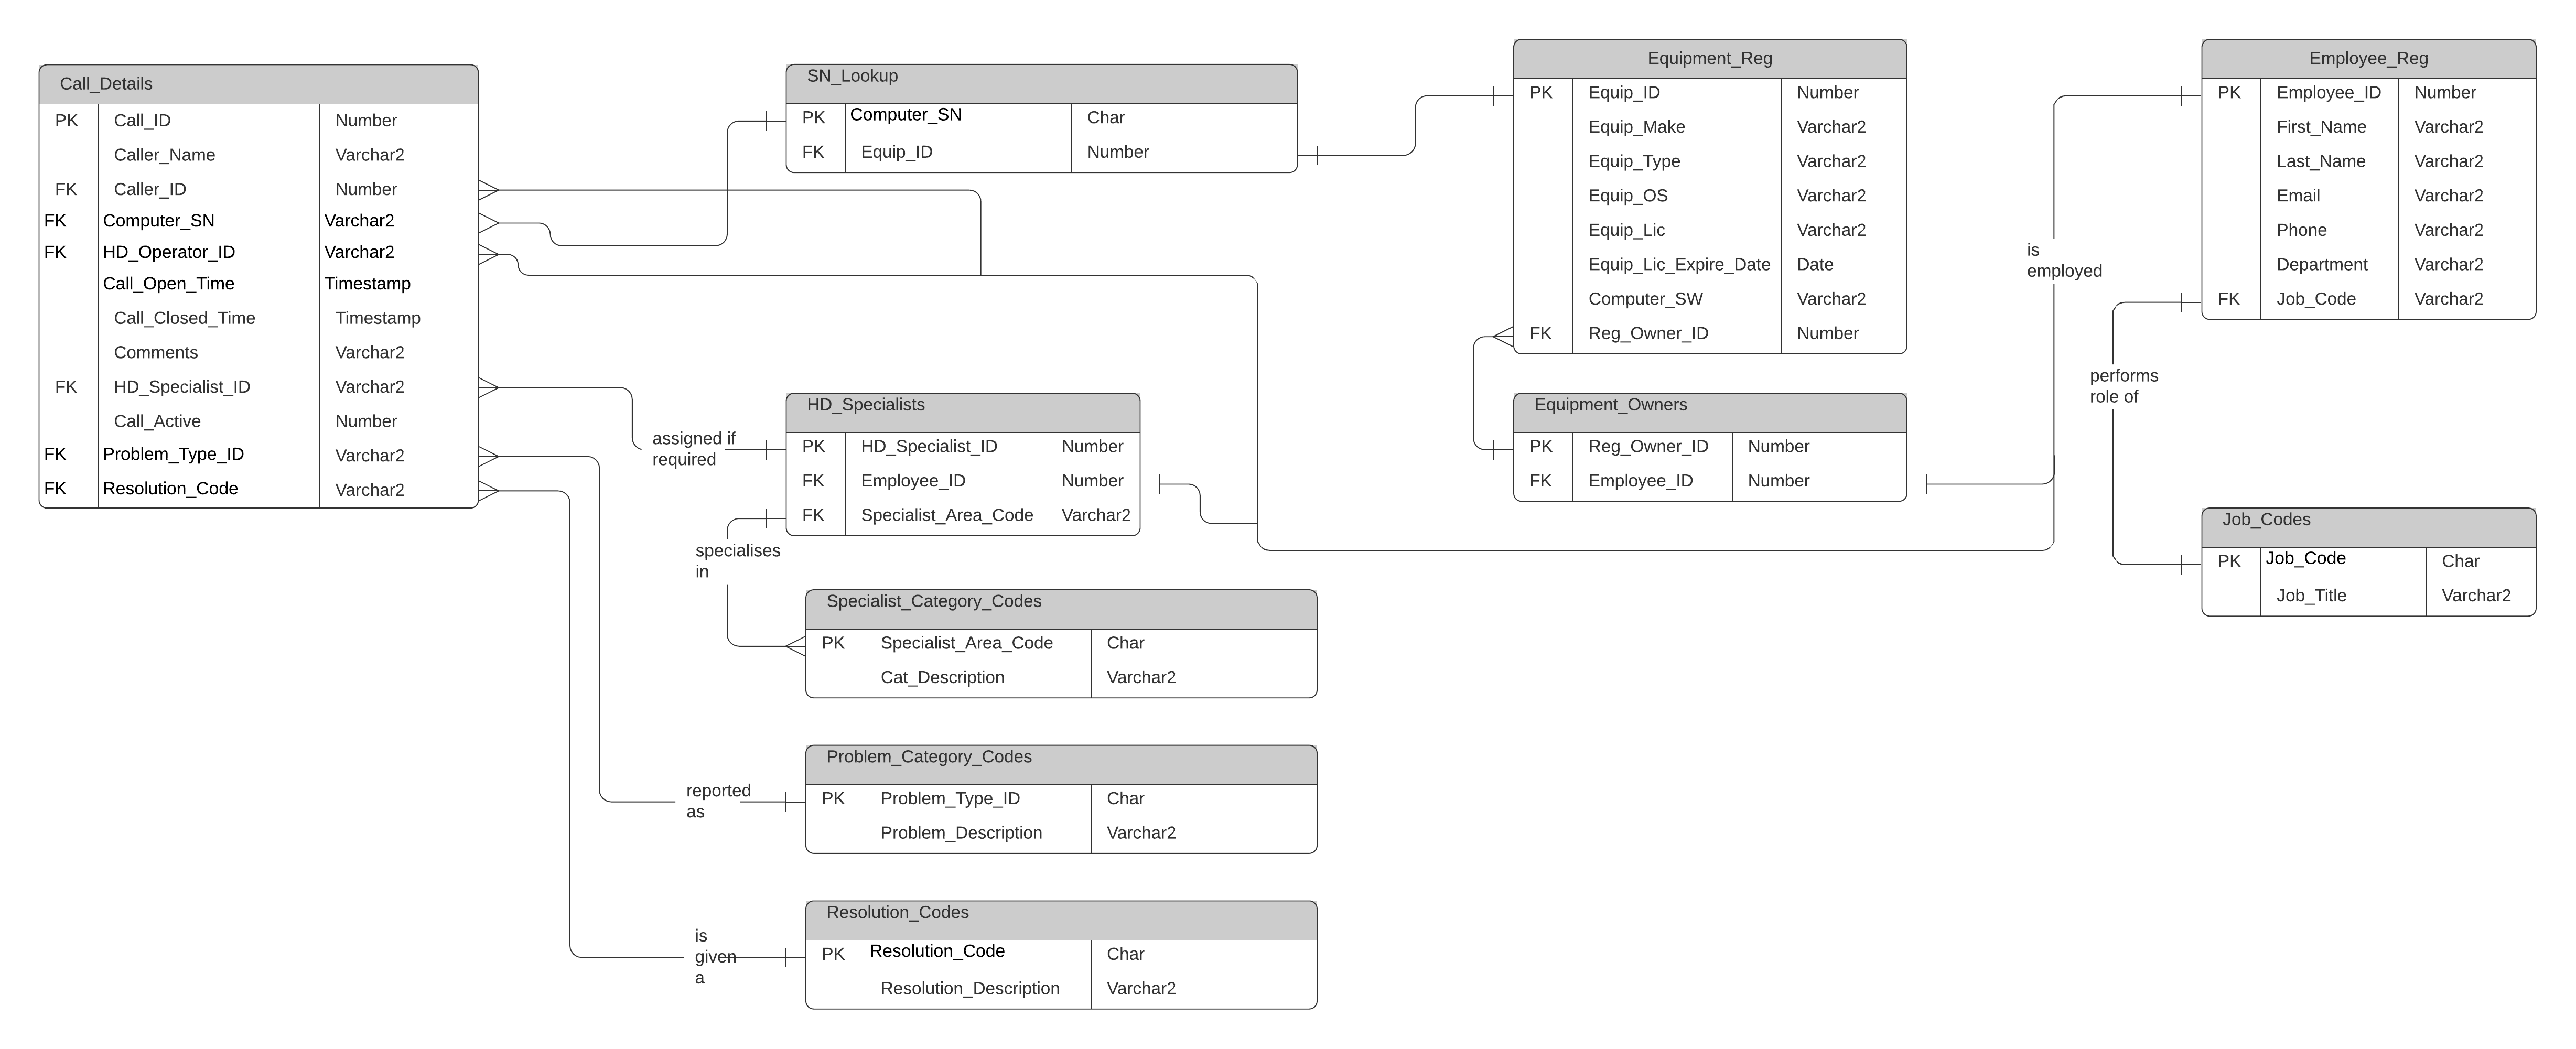 Call_Details
PK Call_ID Number
Caller_Name Varchar2
FK Caller_ID Number
FK Computer_SN Varchar2
FK HD_Operator_ID Varchar2
Call_Open_Time Timestamp
Call_Closed_Time Timestamp
Comments Varchar2
FK HD_Specialist_ID Varchar2
Call_Active Number
FK Problem_Type_ID Varchar2
FK Resolution_Code Varchar2
SN_Lookup
PK Computer_SN Char
FK Equip_ID Number
Equipment_Reg
PK Equip_ID Number
Equip_Make Varchar2
Equip_Type Varchar2
Equip_OS Varchar2
Equip_Lic Varchar2
Equip_Lic_Expire_Date Date
Computer_SW Varchar2
FK Reg_Owner_ID Number
Employee_Reg
PK Employee_ID Number
First_Name Varchar2
Last_Name Varchar2
Email Varchar2
Phone Varchar2
Department Varchar2
FK Job_Code Varchar2
is
employed
performs
role of
assigned if
required
HD_Specialists
PK HD_Specialist_ID Number
FK Employee_ID Number
FK Specialist_Area_Code Varchar2
Equipment_Owners
PK Reg_Owner_ID Number
FK Employee_ID Number
Job_Codes
PK Job_Code Char
Job_Title Varchar2
specialises
in
Specialist_Category_Codes
PK Specialist_Area_Code Char
Cat_Description Varchar2
Problem_Category_Codes
reported
as
PK Problem_Type_ID Char
Problem_Description Varchar2
Resolution_Codes
is
given
a
PK Resolution_Code Char
Resolution_Description Varchar2